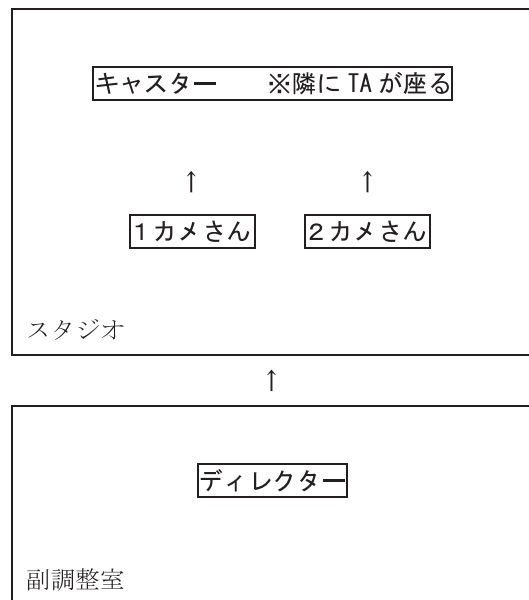 キャスター　　※隣に TA が座る
↑　↑
１カメさん　２カメさん
スタジオ
↑
ディレクター
副調整室